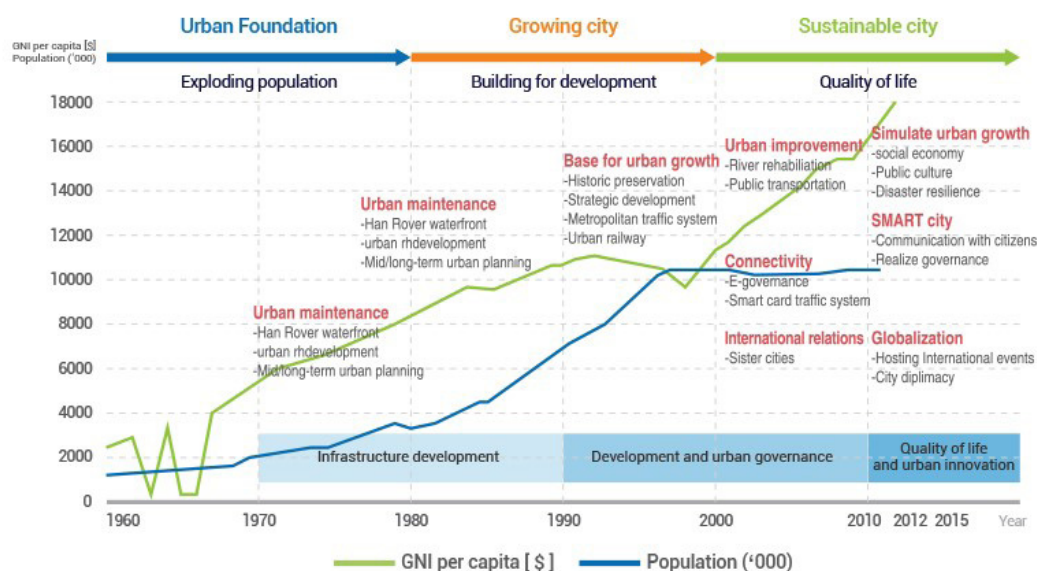 Urban Foundation
Growing city
Sustainable city
GNI per capita [$]
Population ('000)
Exploding population
Building for development
Quality of life
18000
16000
14000
12000
10000
8000
6000
4000
2000
0
Urban maintenance
-Han Rover waterfront
-urban rhdevelopment
-Mid/long-term urban planning
Urban maintenance
-Han Rover waterfront
-urban rhdevelopment
-Mid/long-term urban planning
Base for urban growth
-Historic preservation
-Strategic development
-Metropolitan traffic system
-Urban railway
Urban improvement
-River rehabiliation
-Public transportation
Connectivity
-E-governance
-Smart card traffic system
International relations
-Sister cities
Simulate urban growth
-social economy
-Public culture
-Disaster resilience
SMART city
-Communication with citizens
-Realize governance
Globalization
-Hosting International events
-City diplimacy
Infrastructure development
Development and urban governance
Quality of life
and urban innovation
1960
1970
1980
1990
2000
2010
2012
2015
Year
GNI per capita [ $ ]
Population (‘000)